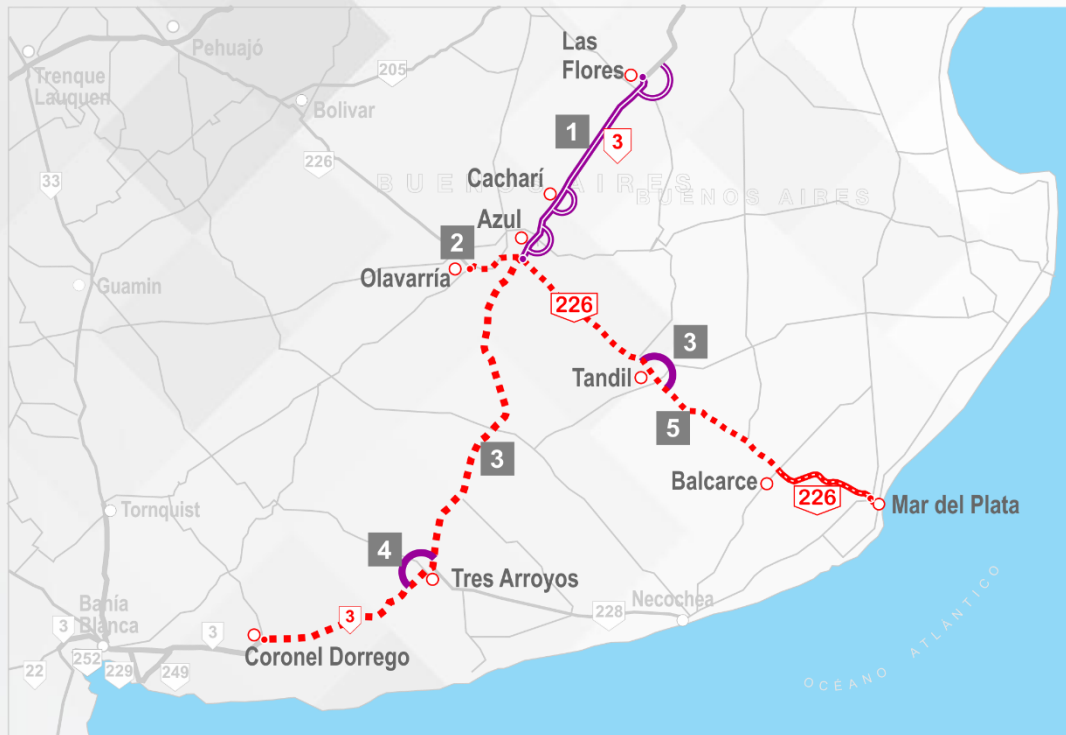 Las
Flores
Pehuajó
205
Trenque
Lauquen
Bolivar
1
3
226
33
Cacharí
BUENOS AIRES
BUENOS AIRES
Azul
2
Olavarría
Guamin
226
3
Tandil
5
3
Balcarce
226
Mar del Plata
Tornquist
4
Tres Arroyos
Necochea
228
3
Bahía
Blanca
3
3
Coronel Dorrego
252
229
249
22
OCÉANO ATLÁNTICO